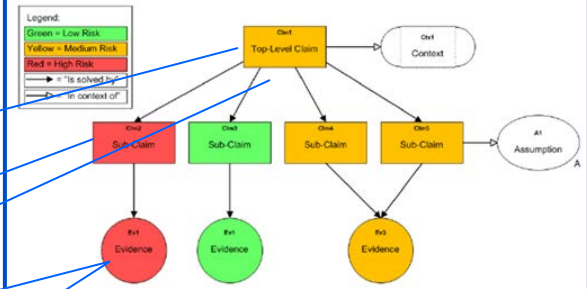 Legend:
Green = Low Risk
Yellow = Medium Risk
Red = High Risk
= "Is solved by"
= "In context of"
Clm1
Top-Level Claim
Ctx1
Context
Clm2
Sub-Claim
Clm3
Sub-Claim
Clm4
Sub-Claim
Clm5
Sub-Claim
A1
Assumption
A
Ev1
Evidence
Ev1
Evidence
Ev3
Evidence